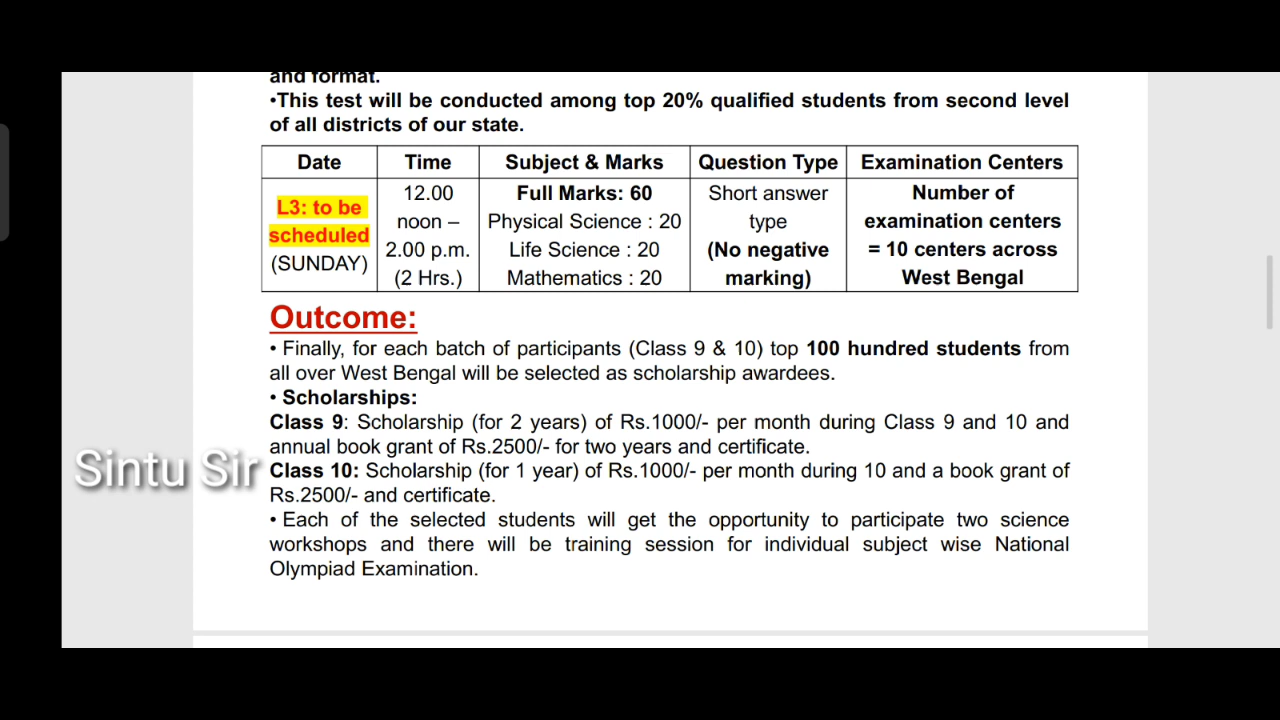 and format.
•This test will be conducted among top 20% qualified students from second level
of all districts of our state.
Date Time Subject & Marks Question Type Examination Centers
L3: to be
scheduled
(SUNDAY)
12.00
noon –
2.00 p.m.
(2 Hrs.)
Full Marks: 60
Physical Science : 20
Life Science : 20
Mathematics : 20
Short answer
type
(No negative
marking)
Number of
examination centers
= 10 centers across
West Bengal
Outcome:
• Finally, for each batch of participants (Class 9 & 10) top 100 hundred students from
all over West Bengal will be selected as scholarship awardees.
• Scholarships:
Class 9: Scholarship (for 2 years) of Rs.1000/- per month during Class 9 and 10 and
annual book grant of Rs.2500/- for two years and certificate.
Sintu Sir
Class 10: Scholarship (for 1 year) of Rs.1000/- per month during 10 and a book grant of
Rs.2500/- and certificate.
• Each of the selected students will get the opportunity to participate two science
workshops and there will be training session for individual subject wise National
Olympiad Examination.